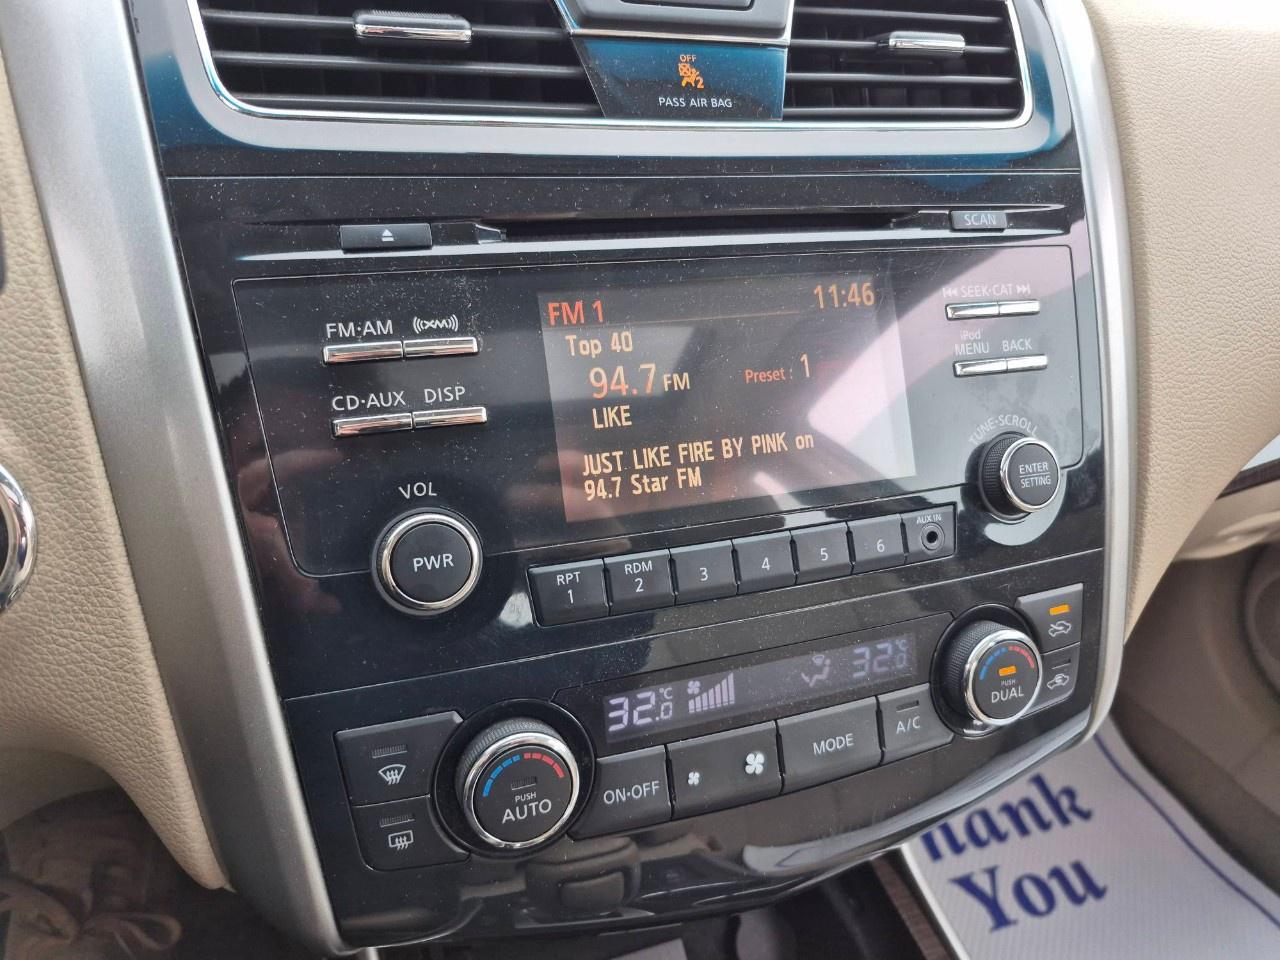 OFF
2
PASS AIR BAG
SCAN
FM·AM
((XM))
SEEK·CAT
FM 1
11:46
Top 40
94.7 FM
Preset : 1
LIKE
JUST LIKE FIRE BY PINK on
94.7 Star FM
iPod
MENU
BACK
CD·AUX
DISP
TUNE·SCROLL
ENTER
SETTING
VOL
PWR
RPT
1
RDM
2
3
4
5
6
AUX IN
32.0°C
32.0°C
PUSH
DUAL
PUSH
AUTO
ON·OFF
MODE
A/C
hank
You